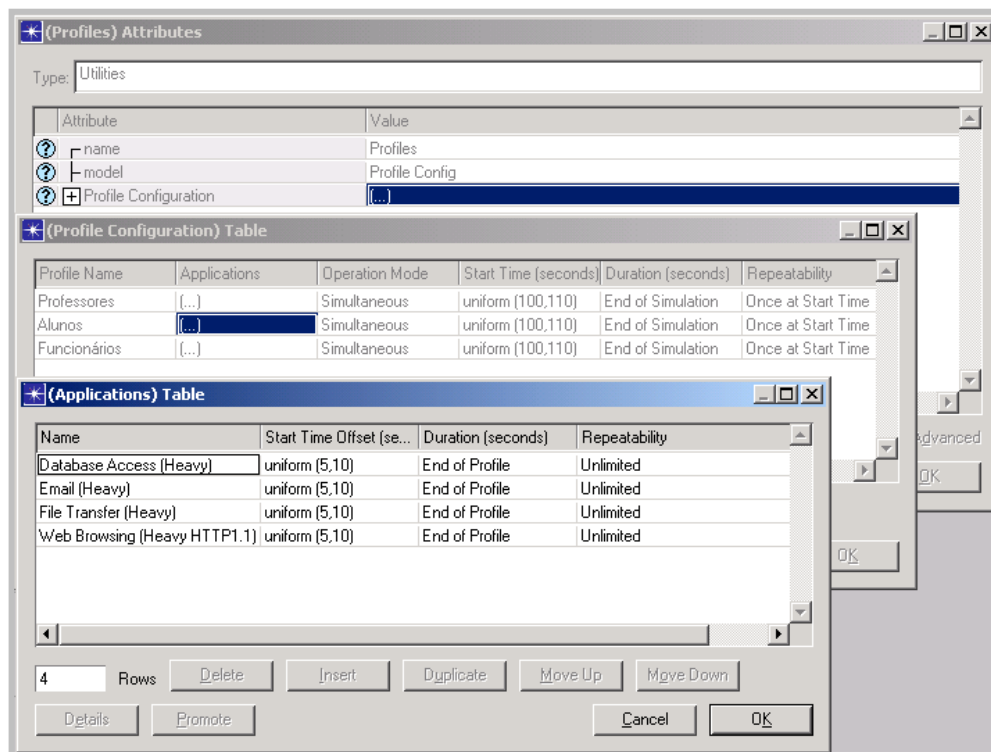 (Profiles) Attributes
Type: Utilities
Attribute Value
name Profiles
model Profile Config
Profile Configuration (...)
(Profile Configuration) Table
Profile Name Applications Operation Mode Start Time (seconds) Duration (seconds) Repeatability
Professores (...) Simultaneous uniform (100,110) End of Simulation Once at Start Time
Alunos (...) Simultaneous uniform (100,110) End of Simulation Once at Start Time
Funcionários (...) Simultaneous uniform (100,110) End of Simulation Once at Start Time
(Applications) Table
Advanced
Name Start Time Offset (se... Duration (seconds) Repeatability
Database Access (Heavy) uniform (5,10) End of Profile Unlimited
OK
Email (Heavy) uniform (5,10) End of Profile Unlimited
File Transfer (Heavy) uniform (5,10) End of Profile Unlimited
Web Browsing (Heavy HTTP1.1) uniform (5,10) End of Profile Unlimited
OK
4 Rows Delete Insert Duplicate Move Up Move Down
Details Promote Cancel OK